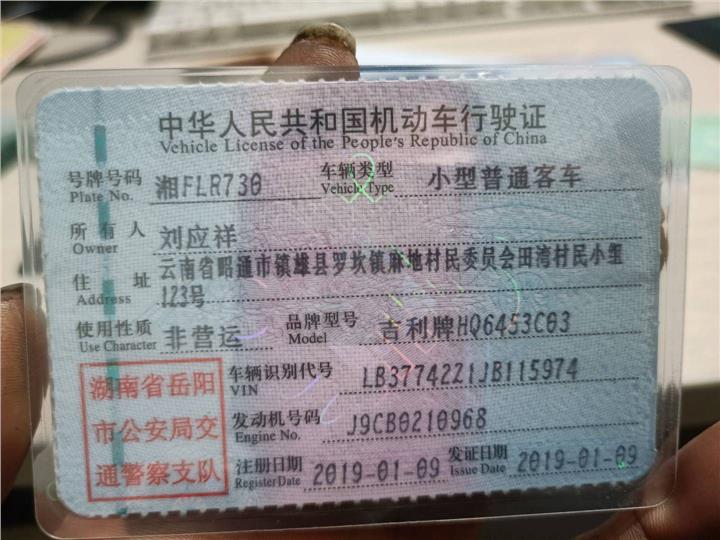 中华人民共和国机动车行驶证
Vehicle License of the People's Republic of China
号牌号码 湘FLR730 车辆类型 小型普通客车
Plate No. Vehicle Type
所有人 刘应祥
Owner
住址 云南省昭通市镇雄县罗坎镇麻地村民委员会田湾村民小组
Address 123号
使用性质 非营运 品牌型号 吉利牌HQ6453C03
Use Character Model
车辆识别代号 LB3774221JB115974
VIN
发动机号码 J9CB0210968
Engine No.
湖南省岳阳
市公安局交
通警察支队
注册日期 2019-01-09 发证日期 2019-01-09
Register Date Issue Date